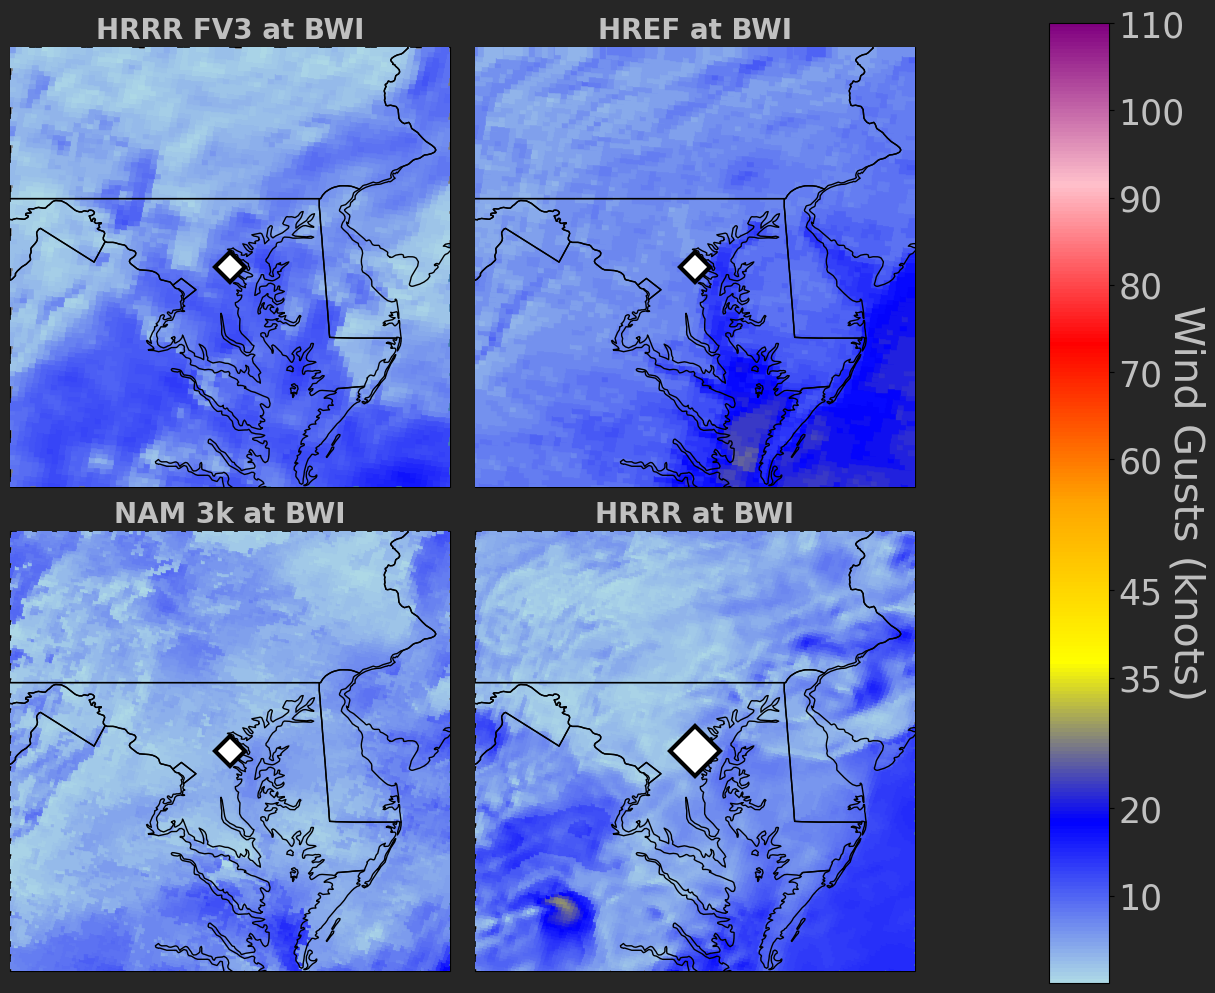 HRRR FV3 at BWI
HREF at BWI
NAM 3k at BWI
HRRR at BWI
110
100
90
80
70
60
45
35
20
10
Wind Gusts (knots)